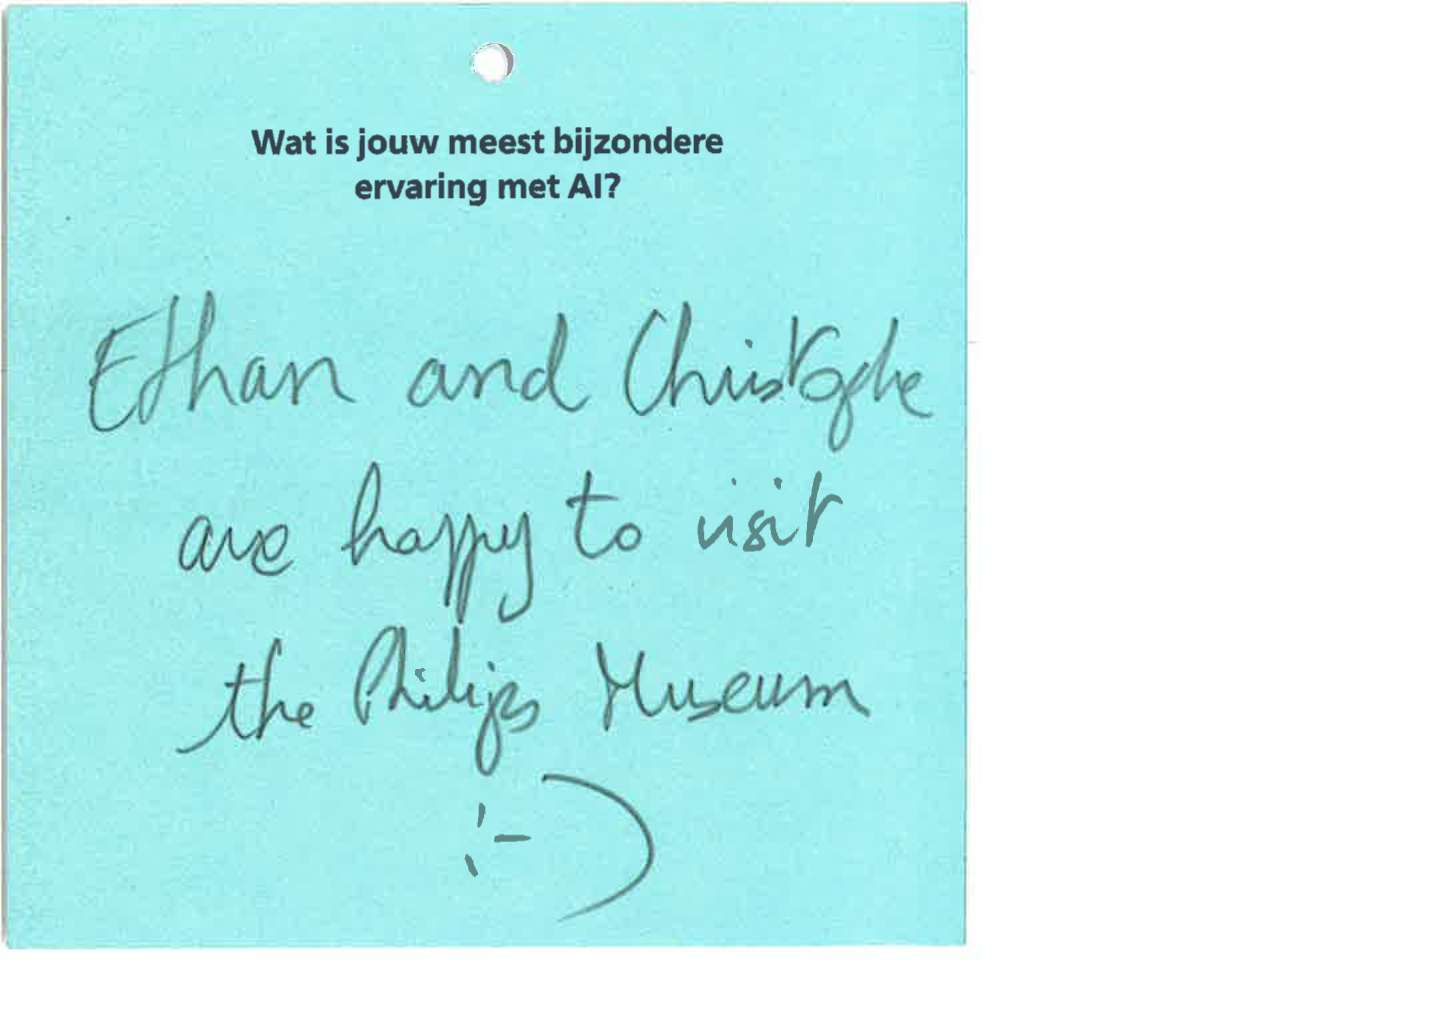 Wat is jouw meest bijzondere
ervaring met AI?
Ethan and Christophe
are happy to visit
the Philips Museum
:-)